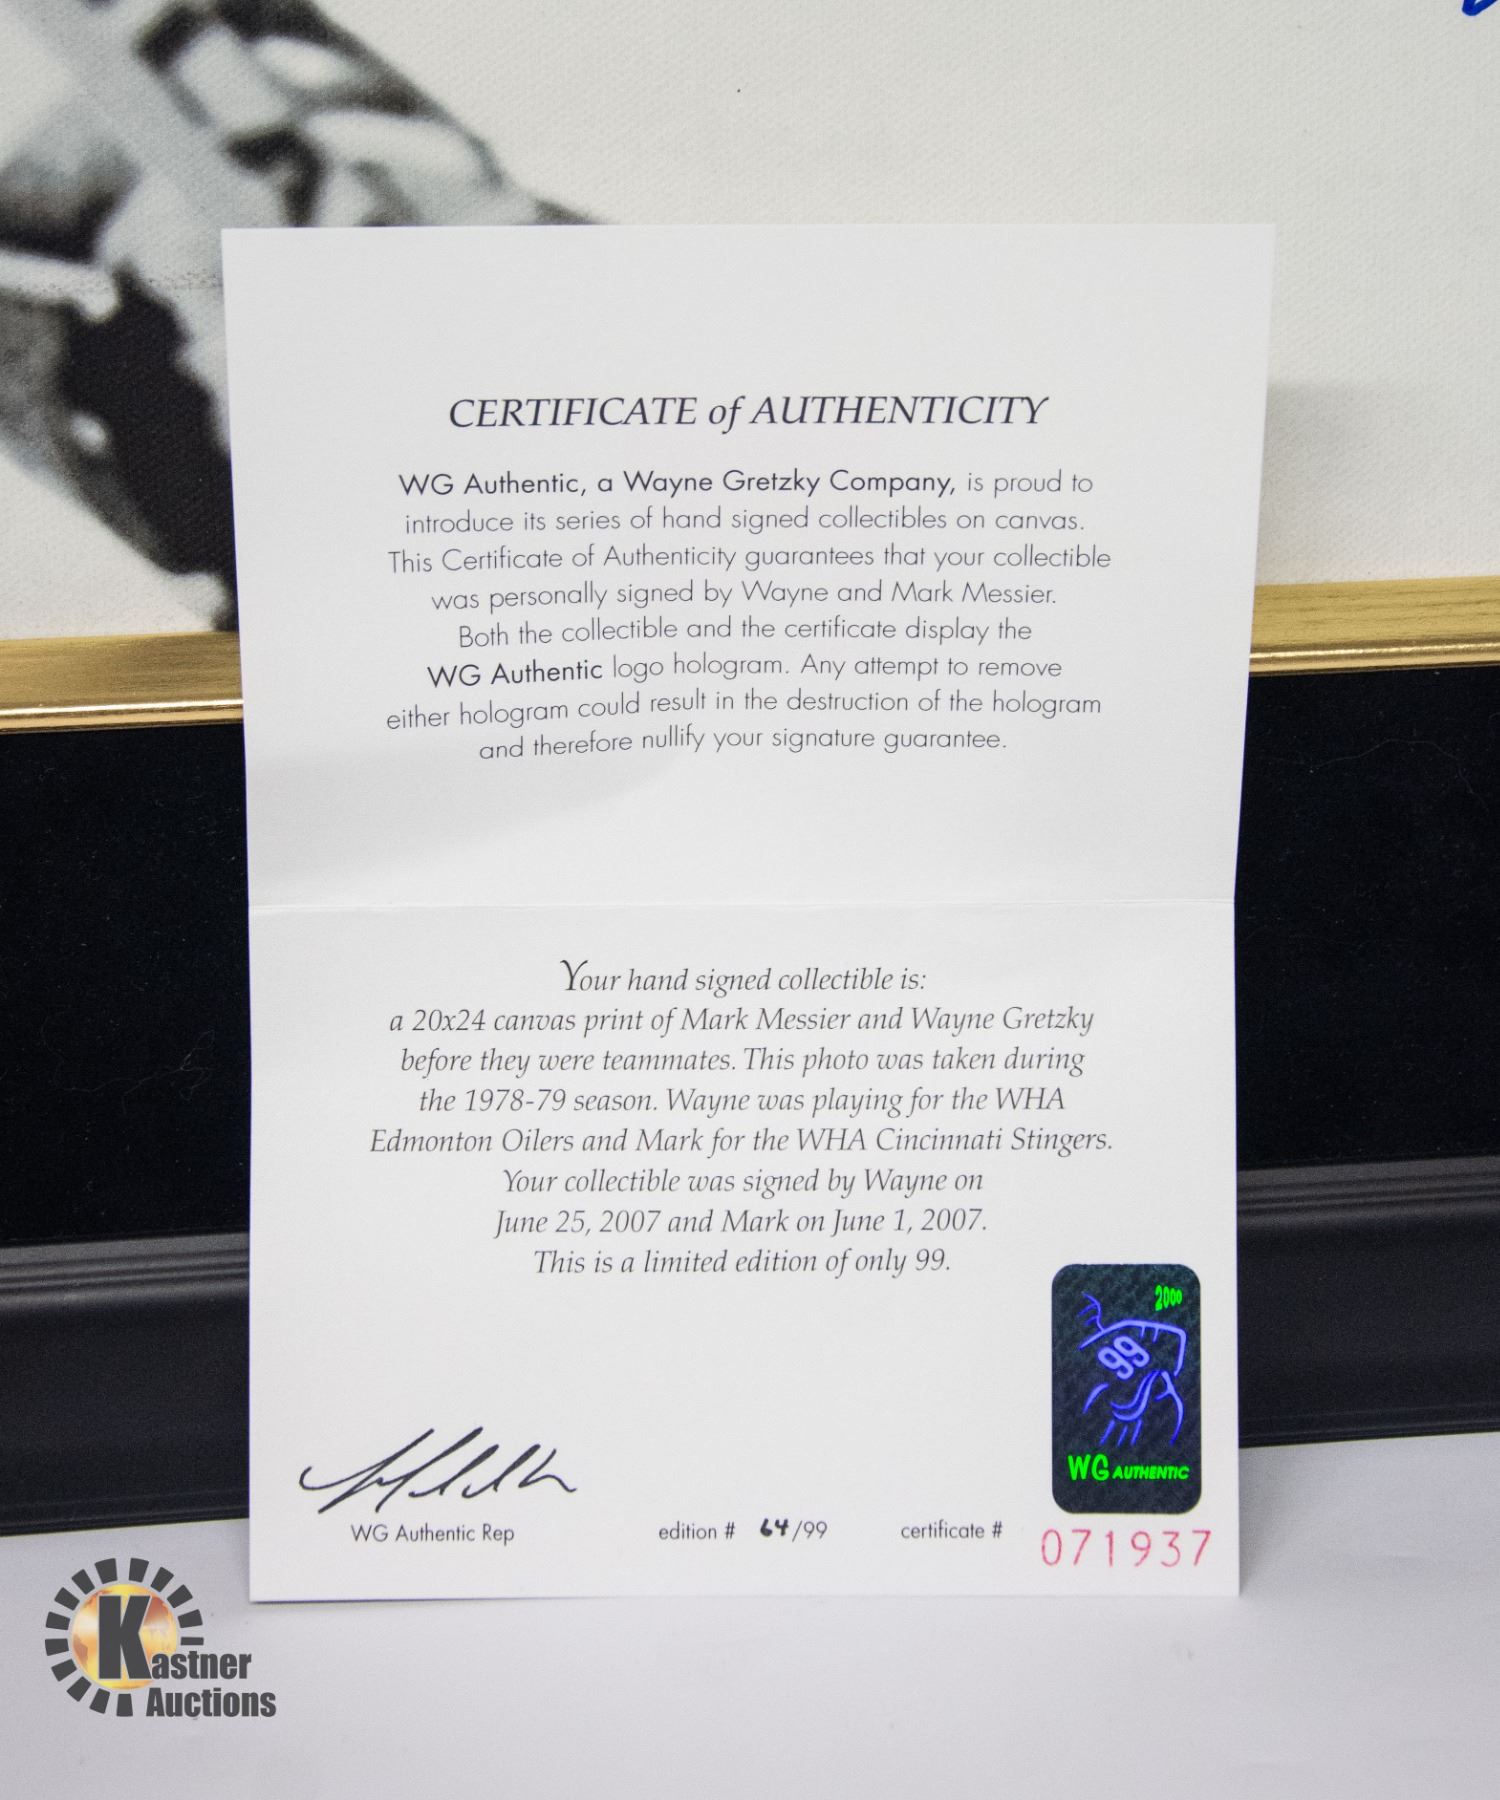 CERTIFICATE of AUTHENTICITY
WG Authentic, a Wayne Gretzky Company, is proud to
introduce its series of hand signed collectibles on canvas.
This Certificate of Authenticity guarantees that your collectible
was personally signed by Wayne and Mark Messier.
Both the collectible and the certificate display the
WG Authentic logo hologram. Any attempt to remove
either hologram could result in the destruction of the hologram
and therefore nullify your signature guarantee.
Your hand signed collectible is:
a 20x24 canvas print of Mark Messier and Wayne Gretzky
before they were teammates. This photo was taken during
the 1978-79 season. Wayne was playing for the WHA
Edmonton Oilers and Mark for the WHA Cincinnati Stingers.
Your collectible was signed by Wayne on
June 25, 2007 and Mark on June 1, 2007.
This is a limited edition of only 99.
2000
99
WG AUTHENTIC
WG Authentic Rep
edition # 64/99
certificate # 071937
Kastner
Auctions